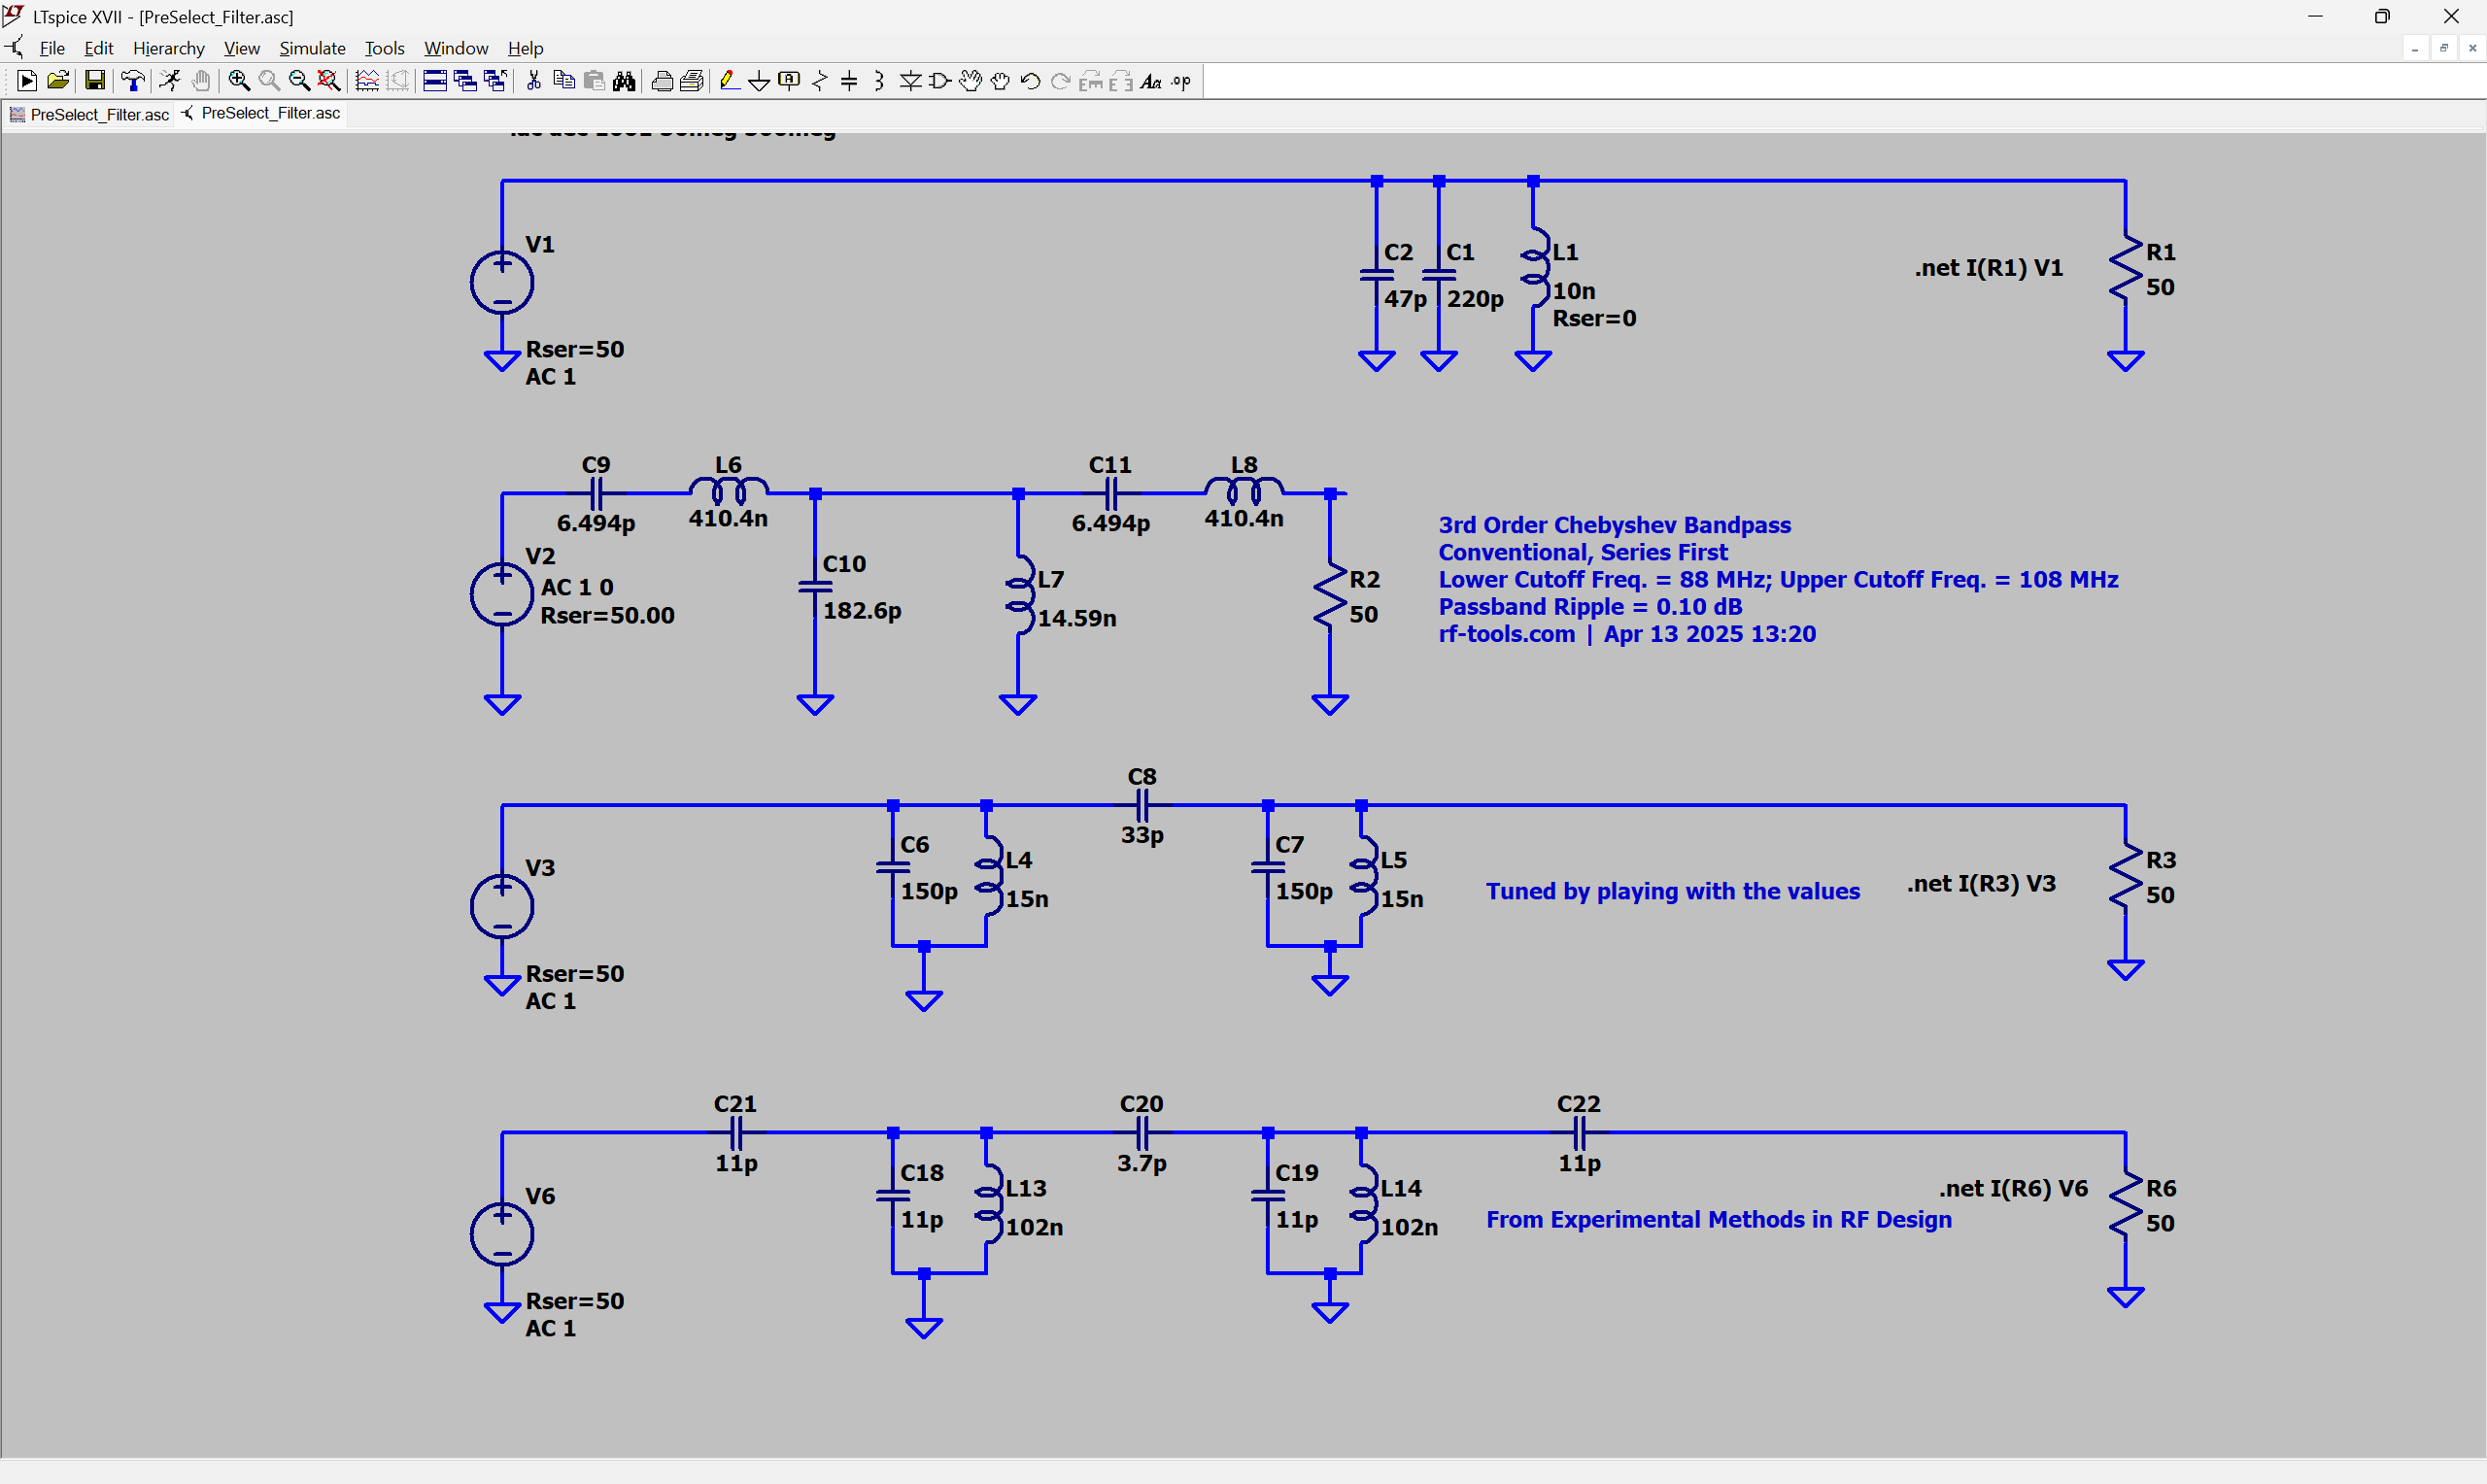 LTspice XVII - [PreSelect_Filter.asc]
File Edit Hierarchy View Simulate Tools Window Help
PreSelect_Filter.asc PreSelect_Filter.asc
V1
Rser=50
AC 1
C2
47p
C1
220p
L1
10n
Rser=0
.net I(R1) V1
R1
50
C9
6.494p
L6
410.4n
C11
6.494p
L8
410.4n
V2
AC 1 0
Rser=50.00
C10
182.6p
L7
14.59n
R2
50
3rd Order Chebyshev Bandpass
Conventional, Series First
Lower Cutoff Freq. = 88 MHz; Upper Cutoff Freq. = 108 MHz
Passband Ripple = 0.10 dB
rf-tools.com | Apr 13 2025 13:20
C8
33p
V3
Rser=50
AC 1
C6
150p
L4
15n
C7
150p
L5
15n
Tuned by playing with the values
.net I(R3) V3
R3
50
C21
11p
C20
3.7p
C22
11p
V6
Rser=50
AC 1
C18
11p
L13
102n
C19
11p
L14
102n
From Experimental Methods in RF Design
.net I(R6) V6
R6
50